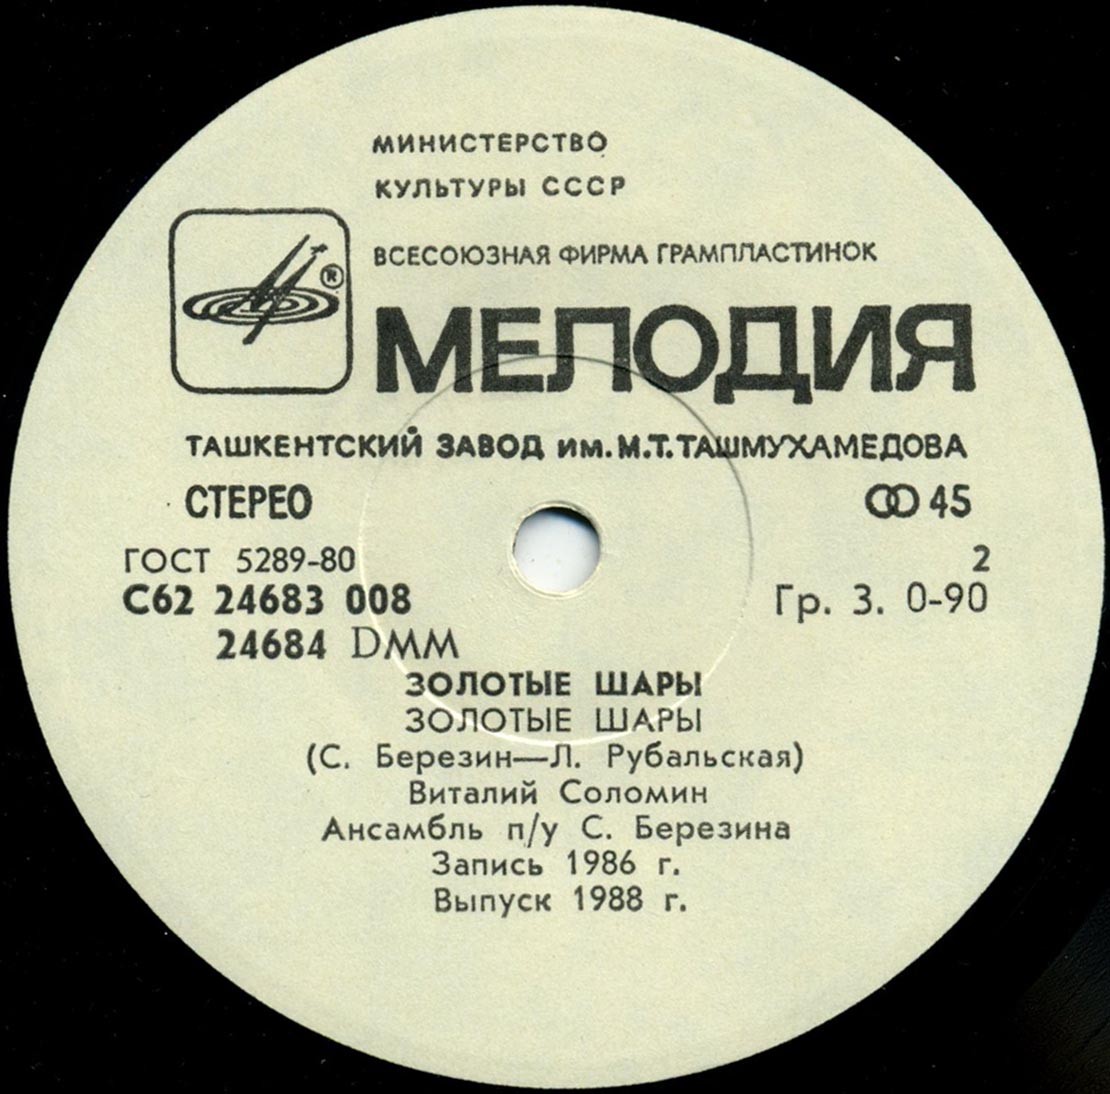 МИНИСТЕРСТВО
КУЛЬТУРЫ СССР
ВСЕСОЮЗНАЯ ФИРМА ГРАМПЛАСТИНОК
®
МЕЛОДИЯ
ТАШКЕНТСКИЙ ЗАВОД им. М.Т.ТАШМУХАМЕДОВА
СТЕРЕО 45
ГОСТ 5289-80 2
С62 24683 008 Гр. 3. 0-90
24684 DMM
ЗОЛОТЫЕ ШАРЫ
ЗОЛОТЫЕ ШАРЫ
(С. Березин—Л. Рубальская)
Виталий Соломин
Ансамбль п/у С. Березина
Запись 1986 г.
Выпуск 1988 г.